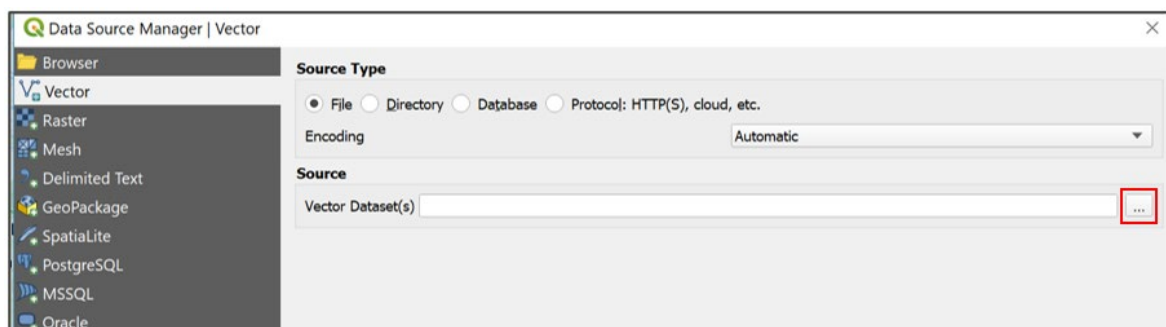 Data Source Manager | Vector
Browser
Vector
Raster
Mesh
Delimited Text
GeoPackage
SpatiaLite
PostgreSQL
MSSQL
Oracle
Source Type
File Directory Database Protocol: HTTP(S), cloud, etc.
Encoding Automatic
Source
Vector Dataset(s) ...